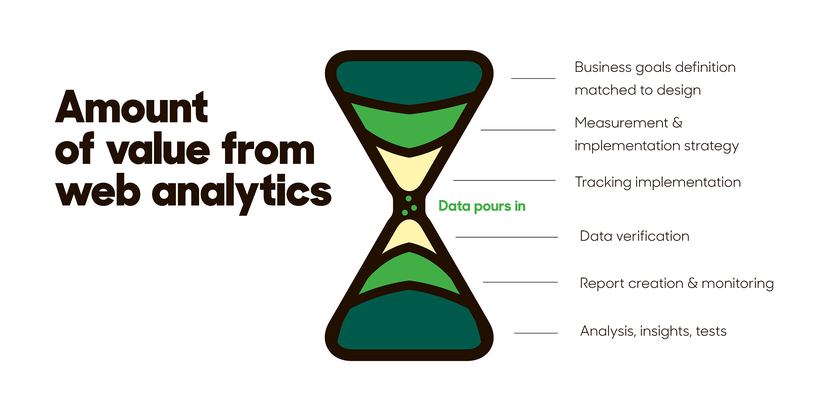 Amount
of value from
web analytics
Business goals definition
matched to design
Measurement &
implementation strategy
Tracking implementation
Data pours in
Data verification
Report creation & monitoring
Analysis, insights, tests